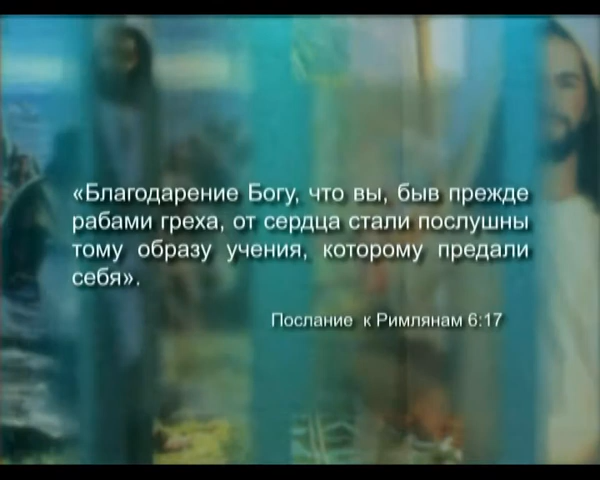 «Благодарение Богу, что вы, быв прежде
рабами греха, от сердца стали послушны
тому образу учения, которому предали
себя».
Послание к Римлянам 6:17